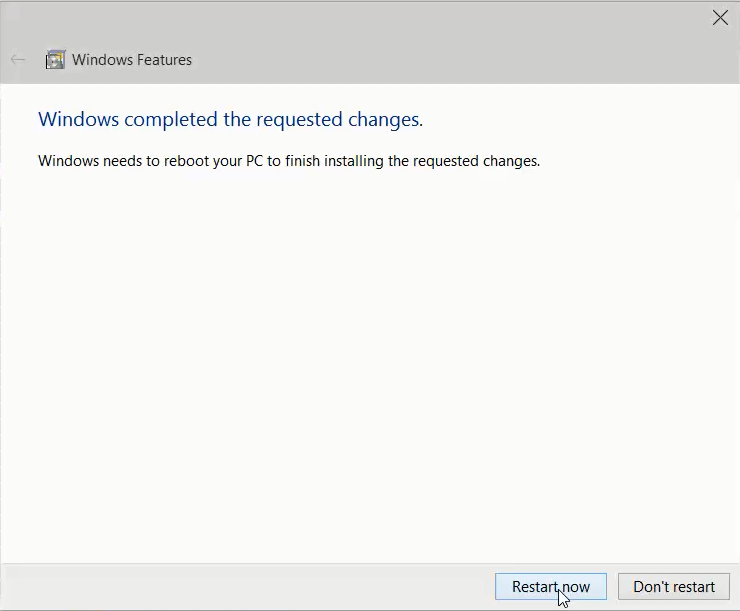 Windows Features
Windows completed the requested changes.
Windows needs to reboot your PC to finish installing the requested changes.
Restart now
Don't restart